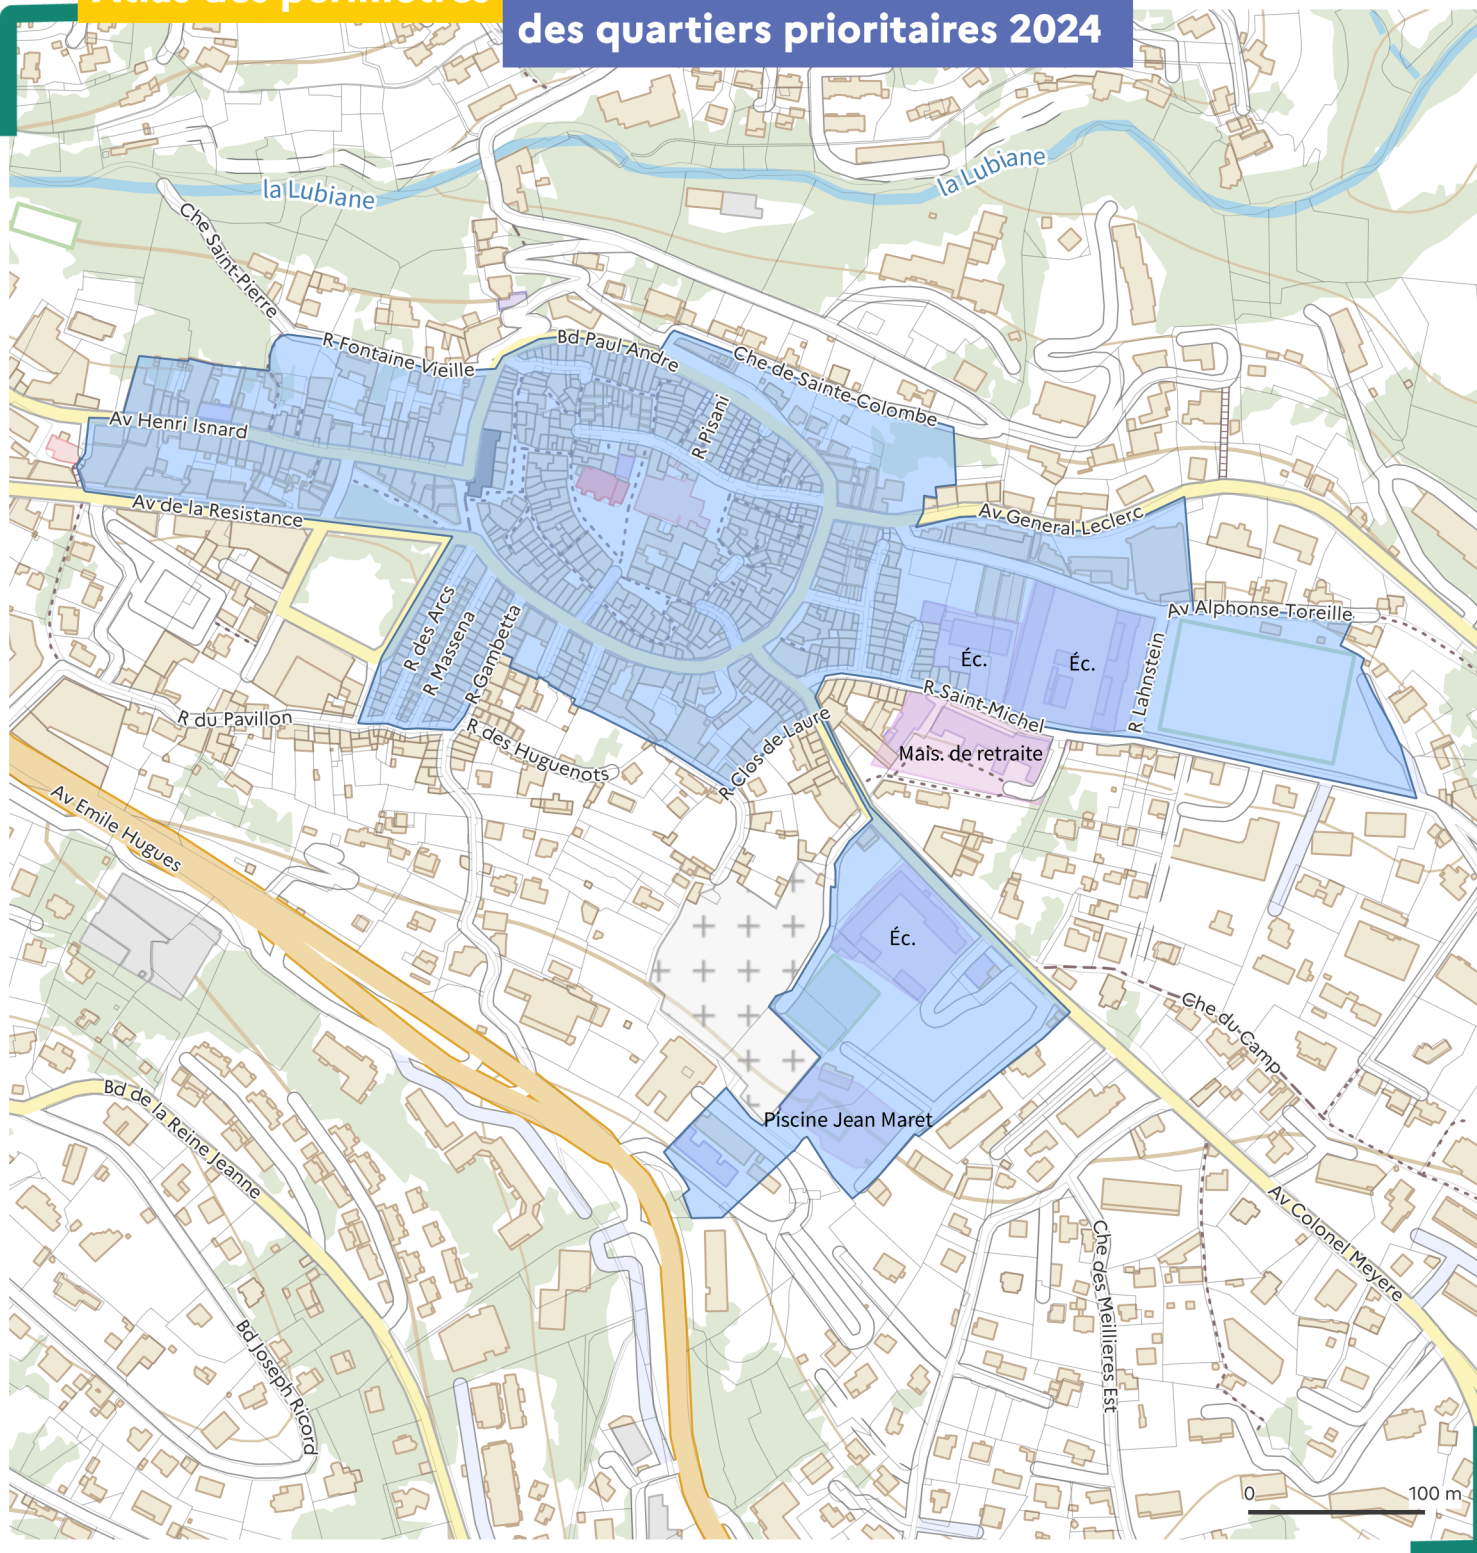 Atlas des périmètres
des quartiers prioritaires 2024
la Lubiane
la Lubiane
Che Saint-Pierre
R Fontaine Vieille
Bd Paul Andre
Che de Sainte-Colombe
R Pisani
Av Henri Isnard
Av de la Resistance
Av General Leclerc
Av Alphonse Toreille
R des Arcs
R Massena
R Gambetta
Éc.
Éc.
R Lahnstein
R Saint-Michel
R du Pavillon
R des Huguenots
R Clos de Laure
Mais. de retraite
Av Emile Hugues
Éc.
Che du Camp
Bd de la Reine Jeanne
Piscine Jean Maret
Av Colonel Meyere
Che des Meillieres Est
Bd Joseph Ricord
0
100 m